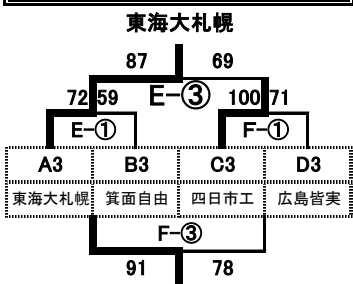 東海大札幌
87 69
E-③
72 59 100 71
E-① F-①
A3 B3 C3 D3
東海大札幌 箕面自由 四日市工 広島皆実
F-③
91 78